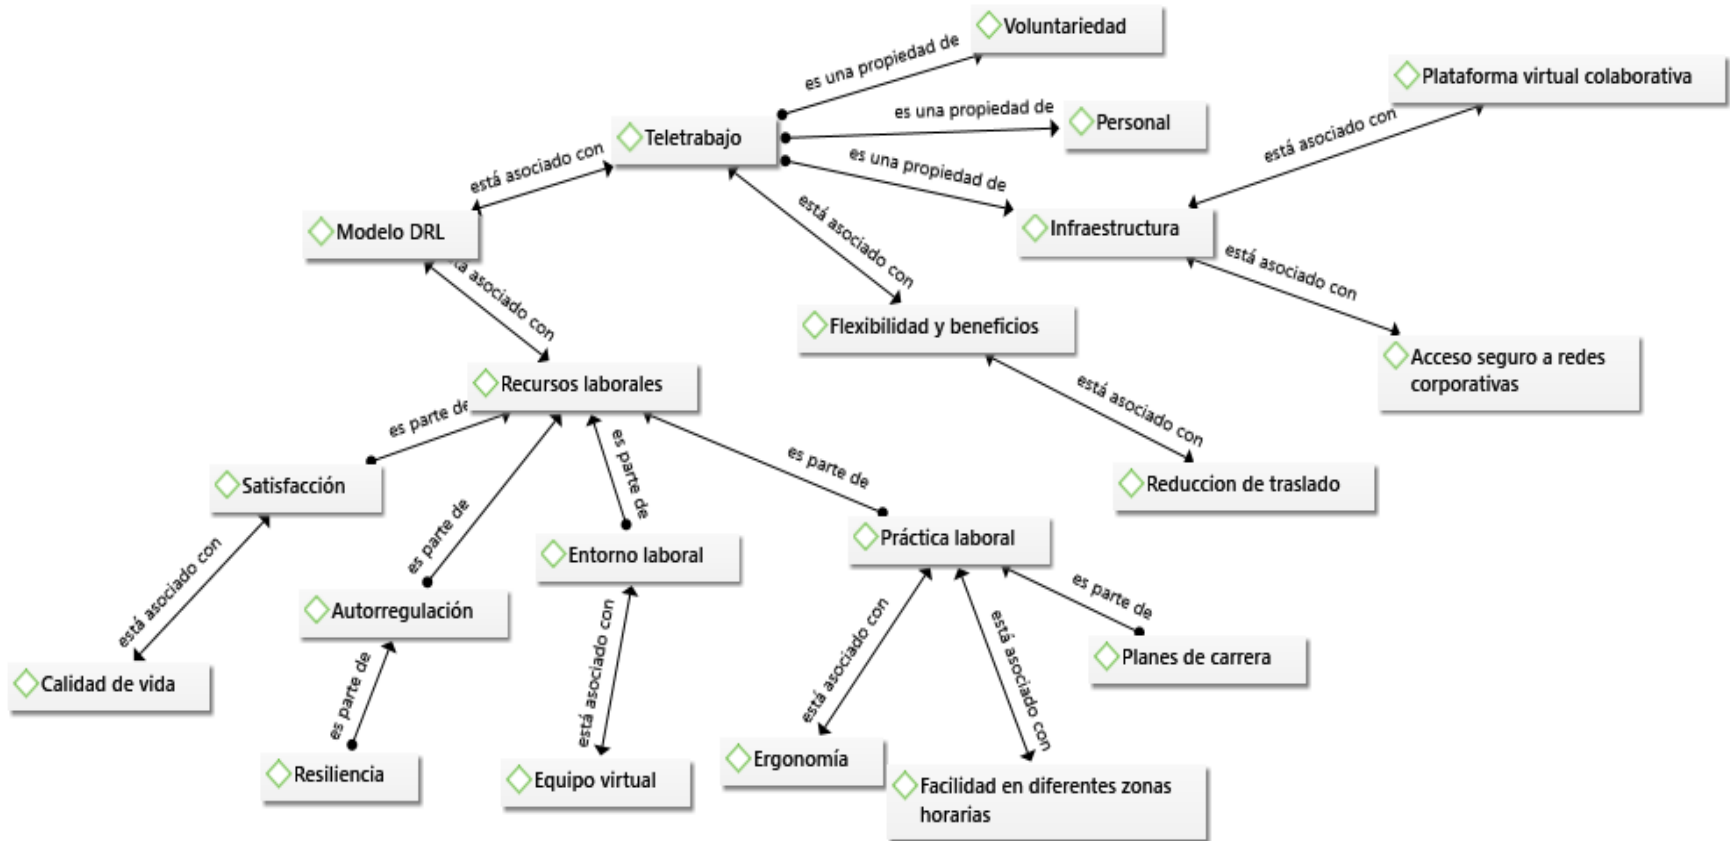 Voluntariedad
es una propiedad de
Plataforma virtual colaborativa
es una propiedad de
Personal
Teletrabajo
está asociado con
es una propiedad de
está asociado con
Modelo DRL
está asociado con
Infraestructura
está asociado con
está asociado con
Flexibilidad y beneficios
Acceso seguro a redes
corporativas
Recursos laborales
está asociado con
es parte de
es parte de
es parte de
es parte de
Satisfacción
Reduccion de traslado
Práctica laboral
Entorno laboral
está asociado con
Autorregulación
es parte de
está asociado con
está asociado con
está asociado con
es parte de
Planes de carrera
Calidad de vida
Resiliencia
Equipo virtual
Ergonomía
Facilidad en diferentes zonas
horarias